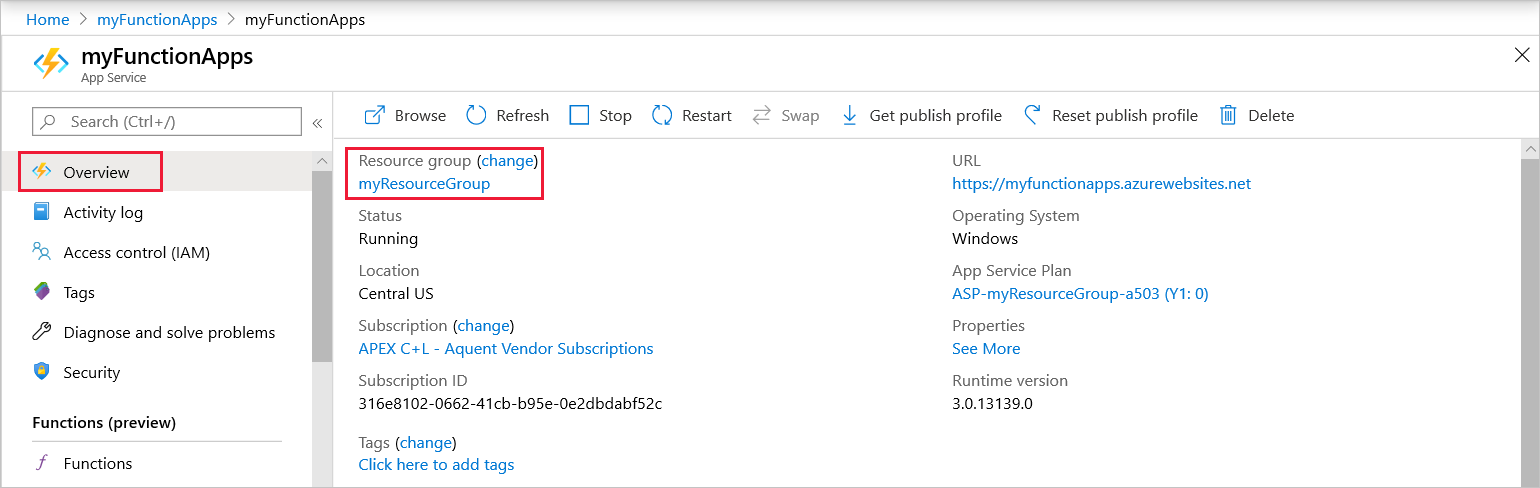 Home > myFunctionApps > myFunctionApps
myFunctionApps
App Service
Search (Ctrl+/)
«
Overview
Activity log
Access control (IAM)
Tags
Diagnose and solve problems
Security
Functions (preview)
Functions
Browse Refresh Stop Restart Swap Get publish profile Reset publish profile Delete
Resource group (change)
myResourceGroup
Status
Running
Location
Central US
Subscription (change)
APEX C+L - Aquent Vendor Subscriptions
Subscription ID
316e8102-0662-41cb-b95e-0e2dbdabf52c
Tags (change)
Click here to add tags
URL
https://myfunctionapps.azurewebsites.net
Operating System
Windows
App Service Plan
ASP-myResourceGroup-a503 (Y1: 0)
Properties
See More
Runtime version
3.0.13139.0